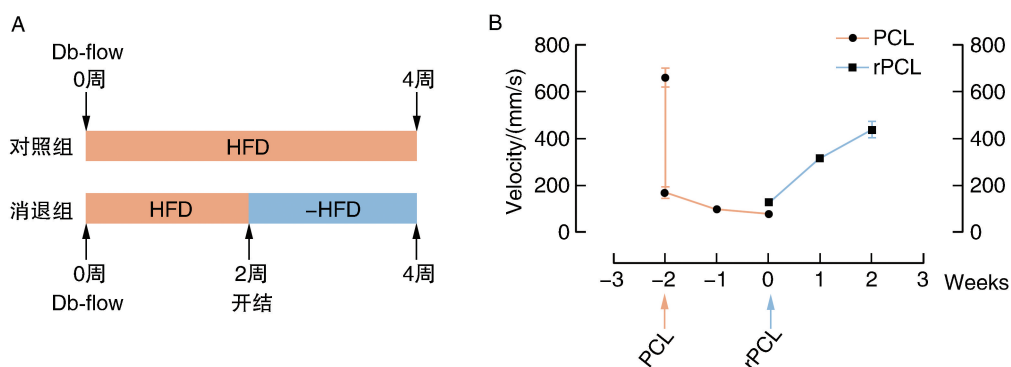 A
Db-flow
0周
4周
对照组
HFD
消退组
HFD
−HFD
0周
2周
4周
Db-flow
开结
B
PCL
rPCL
Velocity/(mm/s)
800
600
400
200
0
800
600
400
200
0
−3 −2 −1 0 1 2 3 Weeks
PCL
rPCL